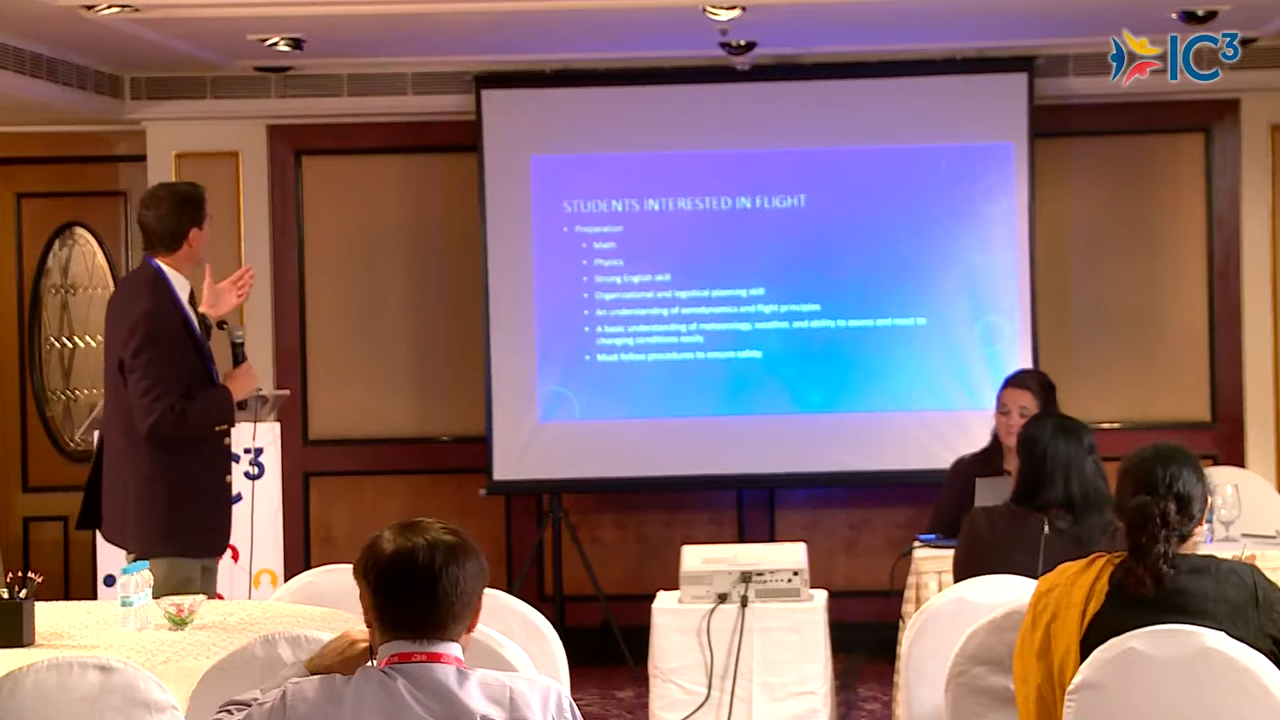 IC³
STUDENTS INTERESTED IN FLIGHT
• Preparation
• Math
• Physics
• Strong English skill
• Organizational and logistical planning skill
• An understanding of aerodynamics and flight principles
• A basic understanding of meteorology, weather, and ability to assess and react to
changing conditions easily
• Must follow procedures to ensure safety
C³